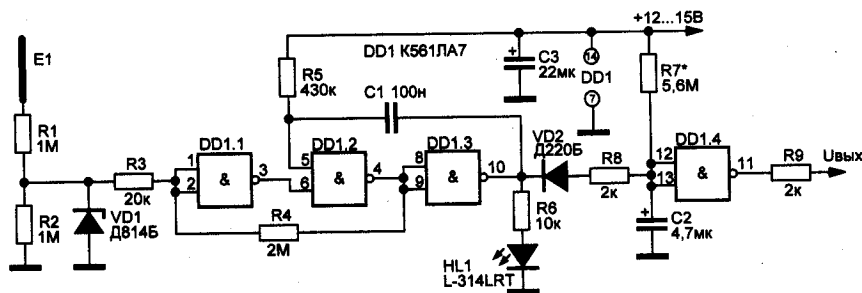 +12...15В
E1
DD1 К561ЛА7
R5
430к
C1 100н
C3
22мк
14
DD1
7
R7*
5,6М
R1
1М
R3
20к
DD1.1
1
2
&
3
DD1.2
5
6
&
4
DD1.3
8
9
&
10
VD2
Д220Б
R8
2к
DD1.4
12
13
&
11
R9
2к
Uвых
R2
1М
VD1
Д814Б
R4
2М
R6
10к
C2
4,7мк
HL1
L-314LRT
+
+